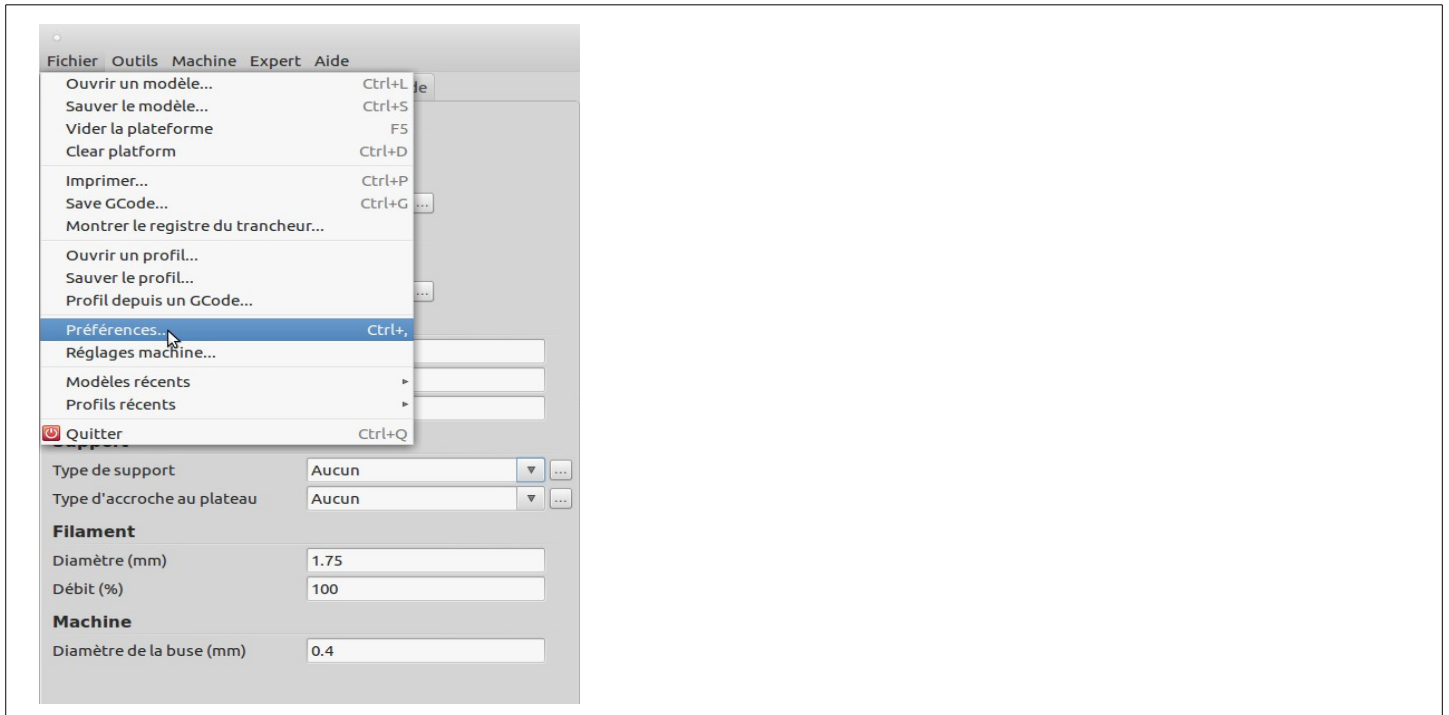 Fichier Outils Machine Expert Aide
Ouvrir un modèle... Ctrl+L
de
Sauver le modèle... Ctrl+S
Vider la plateforme F5
Clear platform Ctrl+D
Imprimer... Ctrl+P
Save GCode... Ctrl+G ...
Montrer le registre du trancheur...
Ouvrir un profil...
Sauver le profil...
Profil depuis un GCode...
...
Préférences... Ctrl+,
Réglages machine...
Modèles récents
Profils récents
Quitter Ctrl+Q
Support
Type de support Aucun ...
Type d'accroche au plateau Aucun ...
Filament
Diamètre (mm) 1.75
Débit (%) 100
Machine
Diamètre de la buse (mm) 0.4